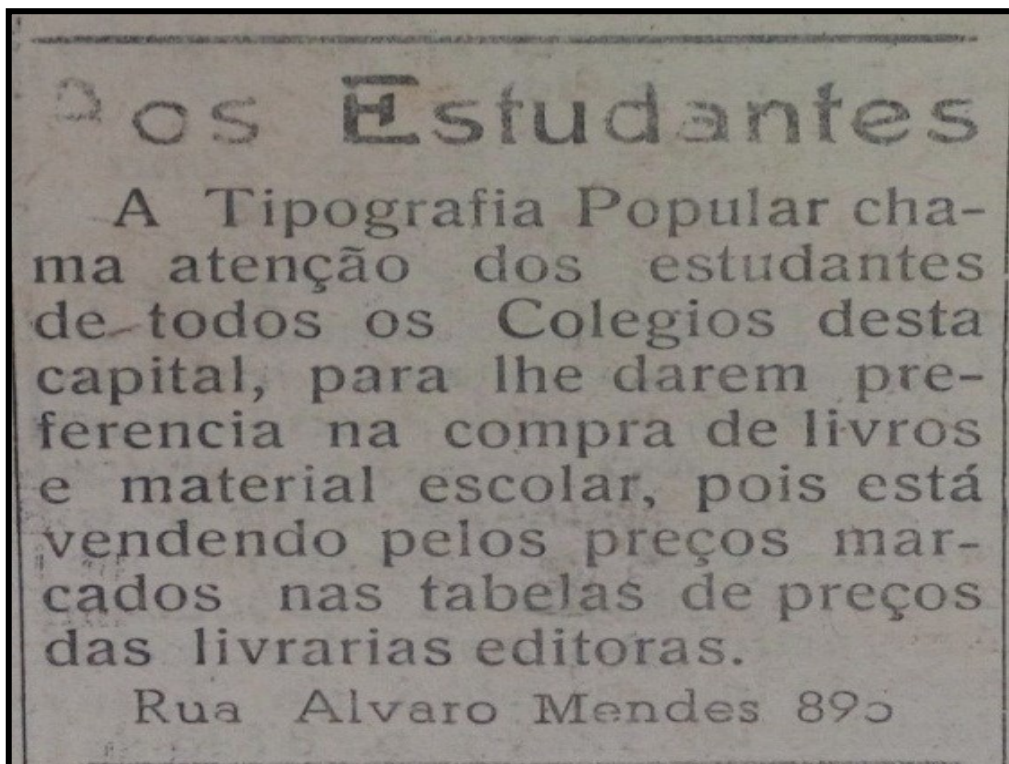 Aos Estudantes
A Tipografia Popular cha-
ma atenção dos estudantes
de todos os Colegios desta
capital, para lhe darem pre-
ferencia na compra de livros
e material escolar, pois está
vendendo pelos preços mar-
cados nas tabelas de preços
das livrarias editoras.
Rua Alvaro Mendes